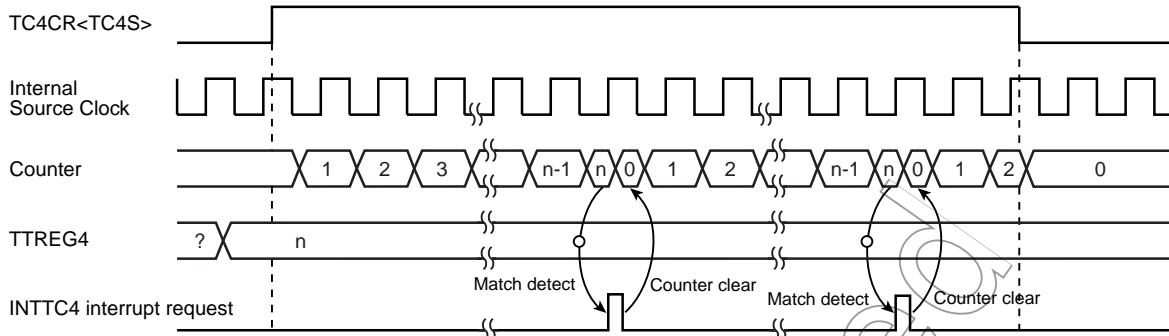 TC4CR<TC4S>
Internal
Source Clock
Counter
1 2 3 n-1 n 0 1 2 n-1 n 0 1 2 0
TTREG4
? n
Match detect Counter clear Match detect Counter clear
INTTC4 interrupt request